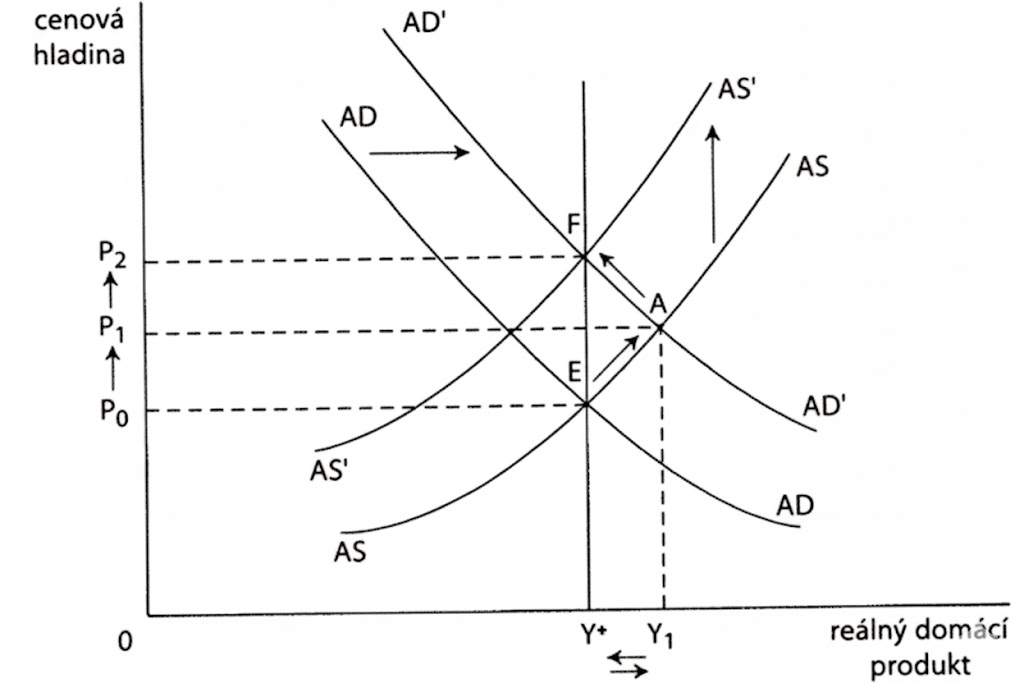 cenová
hladina
AD'
AD
AS'
AS
F
P₂
A
P₁
E
P₀
AD'
AS'
AD
AS
0
Y⁺
Y₁
reálný domácí
produkt